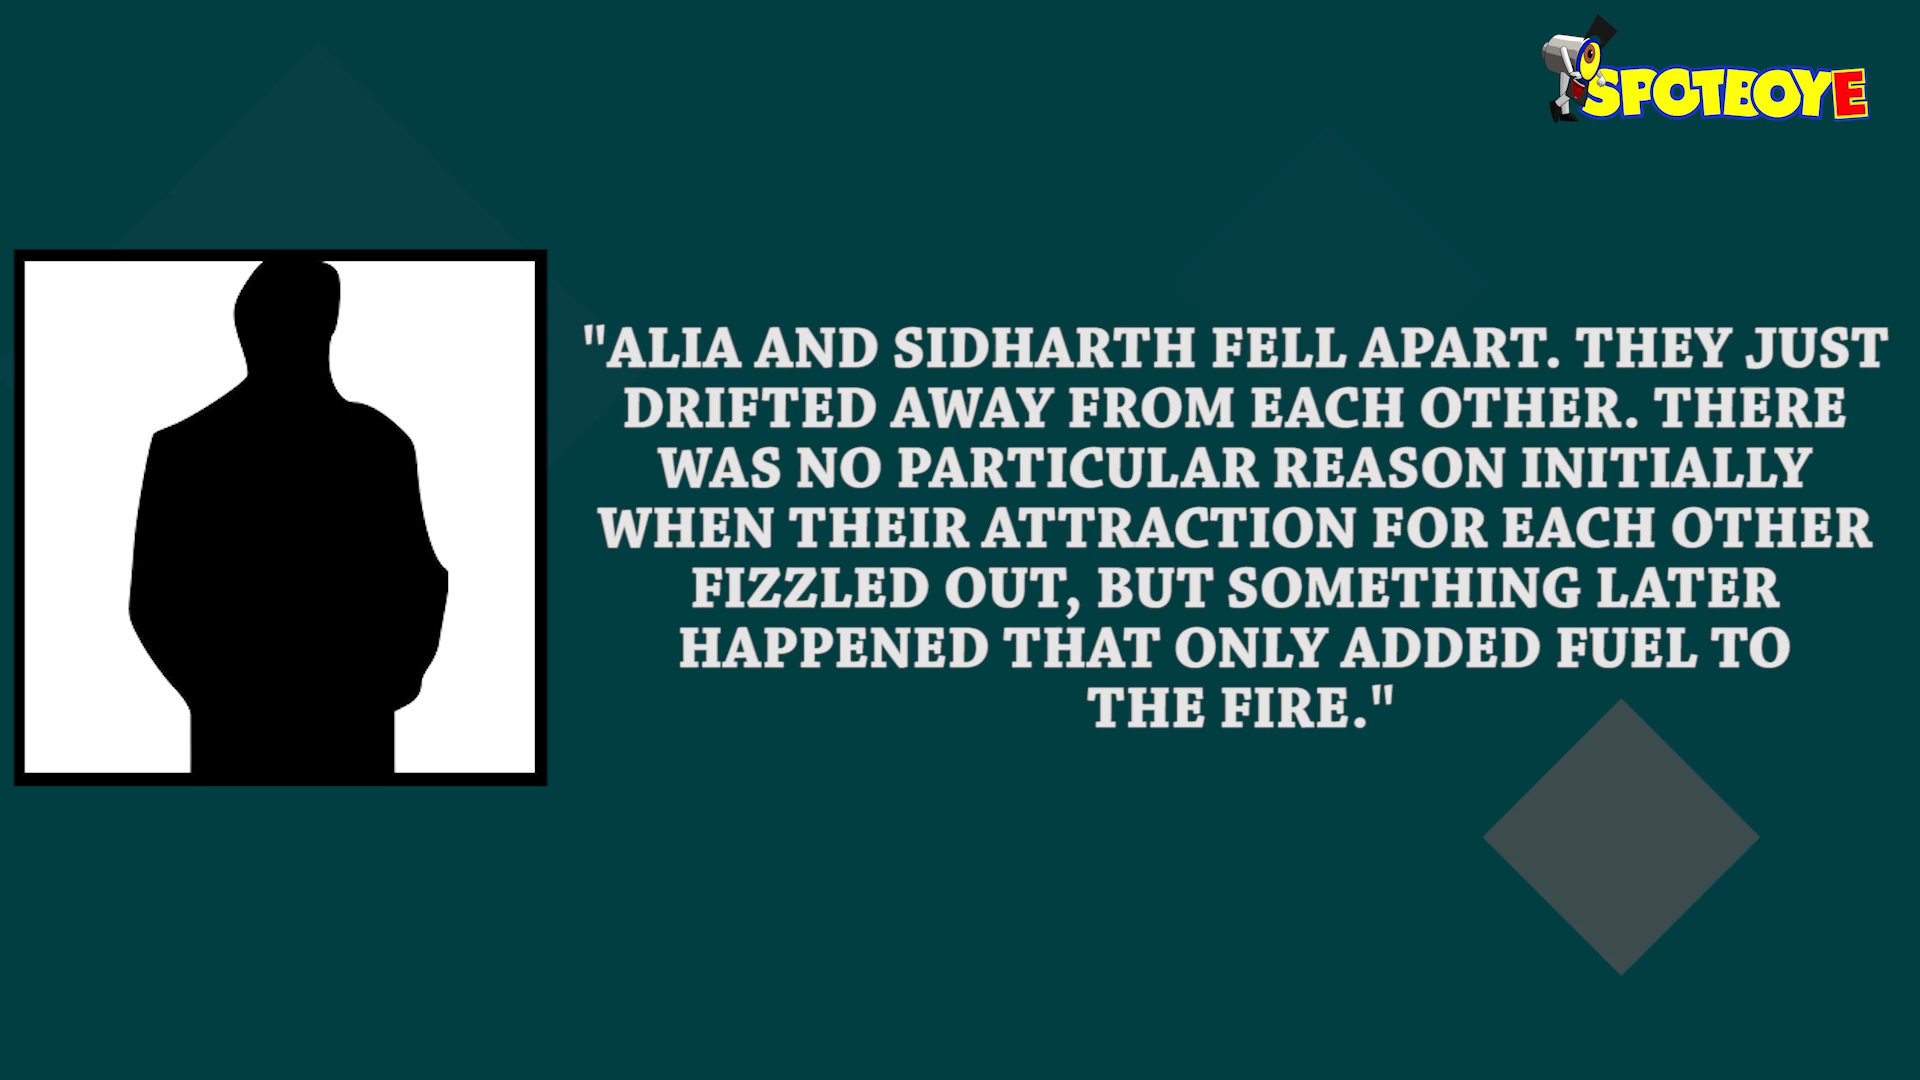 SPOTBOYE
"ALIA AND SIDHARTH FELL APART. THEY JUST
DRIFTED AWAY FROM EACH OTHER. THERE
WAS NO PARTICULAR REASON INITIALLY
WHEN THEIR ATTRACTION FOR EACH OTHER
FIZZLED OUT, BUT SOMETHING LATER
HAPPENED THAT ONLY ADDED FUEL TO
THE FIRE."